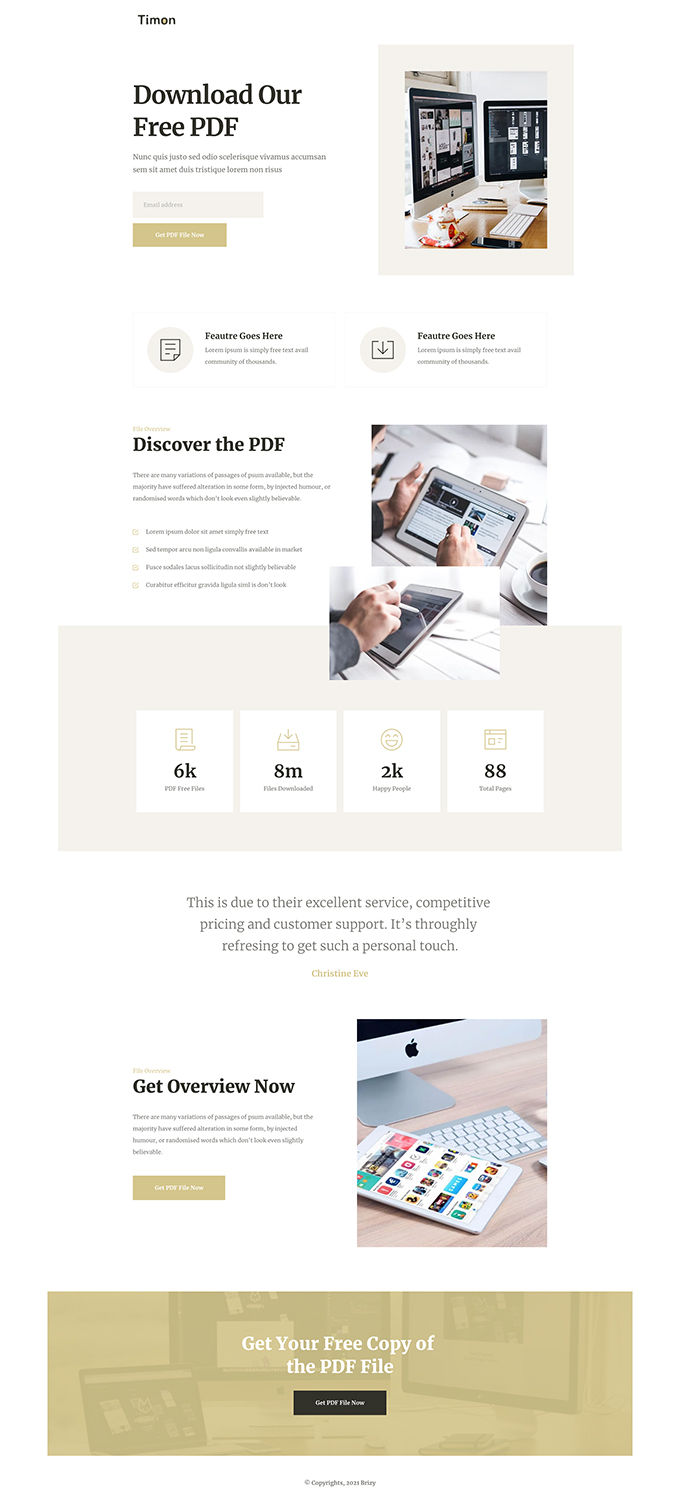 Timon
Download Our
Free PDF
Nunc quis justo sed odio scelerisque vivamus accumsan
sem sit amet duis tristique lorem non risus
Email address
Get PDF File Now
Feautre Goes Here
Lorem ipsum is simply free text avail
community of thousands.
Feautre Goes Here
Lorem ipsum is simply free text avail
community of thousands.
File Overview
Discover the PDF
There are many variations of passages of psum available, but the
majority have suffered alteration in some form, by injected humour, or
randomised words which don't look even slightly believable.
Lorem ipsum dolor sit amet simply free text
Sed tempor arcu non ligula convallis available in market
Fusce sodales lacus sollicitudin not slightly believable
Curabitur efficitur gravida ligula siml is don't look
6k
PDF Free Files
8m
Files Downloaded
2k
Happy People
88
Total Pages
This is due to their excellent service, competitive
pricing and customer support. It's throughly
refresing to get such a personal touch.
Christine Eve
File Overview
Get Overview Now
There are many variations of passages of psum available, but the
majority have suffered alteration in some form, by injected
humour, or randomised words which don't look even slightly
believable.
Get PDF File Now
Get Your Free Copy of
the PDF File
Get PDF File Now
© Copyrights, 2021 Brizy